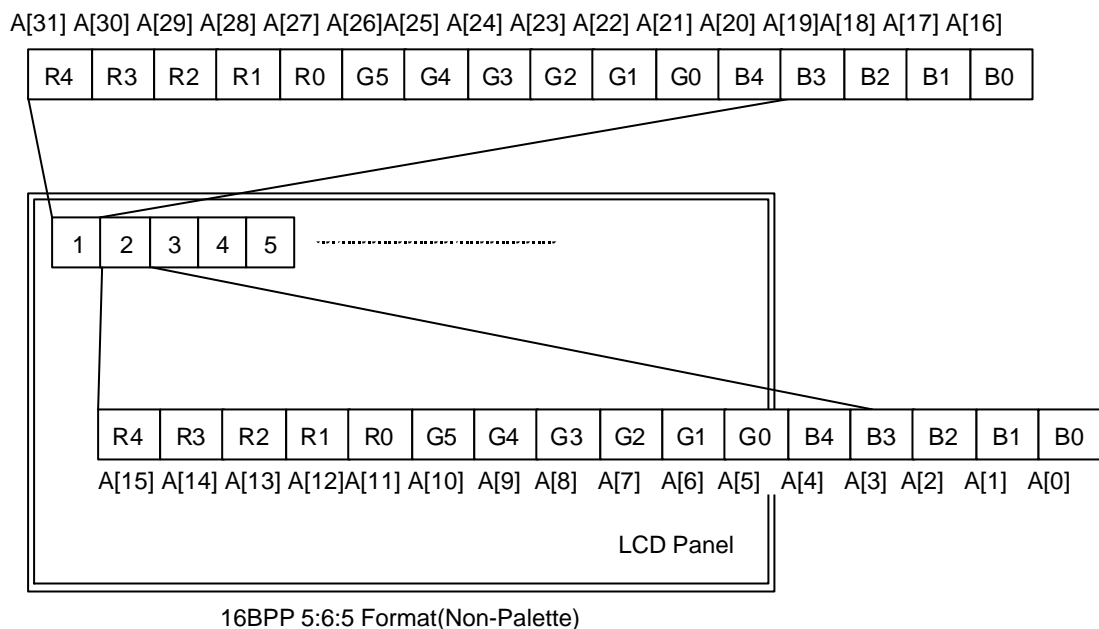 A[31] A[30] A[29] A[28] A[27] A[26]A[25] A[24] A[23] A[22] A[21] A[20] A[19]A[18] A[17] A[16]
R4 R3 R2 R1 R0 G5 G4 G3 G2 G1 G0 B4 B3 B2 B1 B0
1 2 3 4 5
R4 R3 R2 R1 R0 G5 G4 G3 G2 G1 G0 B4 B3 B2 B1 B0
A[15] A[14] A[13] A[12]A[11] A[10] A[9] A[8] A[7] A[6] A[5] A[4] A[3] A[2] A[1] A[0]
LCD Panel
16BPP 5:6:5 Format(Non-Palette)